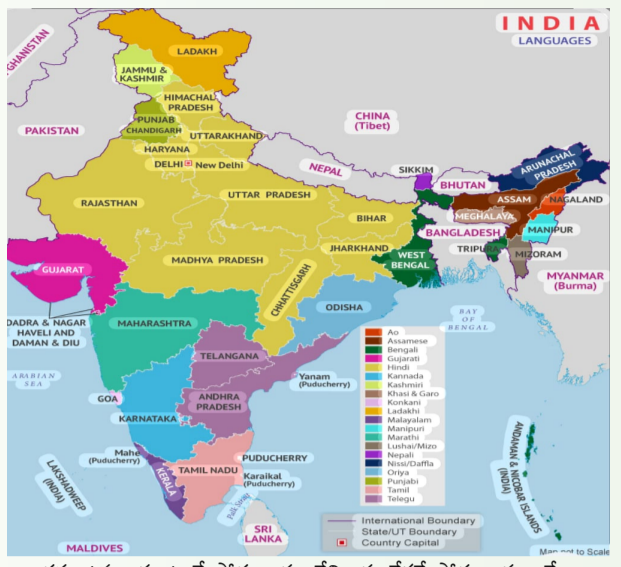 INDIA
LANGUAGES
LADAKH
JAMMU &
KASHMIR
HIMACHAL
PRADESH
PUNJAB
CHANDIGARH
UTTARAKHAND
HARYANA
DELHI
New Delhi
PAKISTAN
CHINA
(Tibet)
NEPAL
SIKKIM
BHUTAN
ARUNACHAL
PRADESH
ASSAM
NAGALAND
MEGHALAYA
MANIPUR
BANGLADESH
TRIPURA
MIZORAM
MYANMAR
(Burma)
RAJASTHAN
UTTAR PRADESH
BIHAR
JHARKHAND
WEST
BENGAL
GUJARAT
MADHYA PRADESH
CHHATTISGARH
ODISHA
DADRA & NAGAR
HAVELI AND
DAMAN & DIU
MAHARASHTRA
BAY
OF
BENGAL
ARABIAN
SEA
TELANGANA
Yanam
(Puducherry)
GOA
ANDHRA
PRADESH
KARNATAKA
Mahe
(Puducherry)
PUDUCHERRY
TAMIL NADU
Karaikal
(Puducherry)
KERALA
LAKSHADWEEP
(INDIA)
ANDAMAN & NICOBAR ISLANDS
(INDIA)
SRI
LANKA
MALDIVES
Ao
Assamese
Bengali
Gujarati
Hindi
Kannada
Kashmiri
Khasi & Garo
Konkani
Ladakhi
Malayalam
Manipuri
Marathi
Lushai/Mizo
Nepali
Nissi/Daffla
Oriya
Punjabi
Tamil
Telegu
International Boundary
State/UT Boundary
Country Capital
Map not to Scale